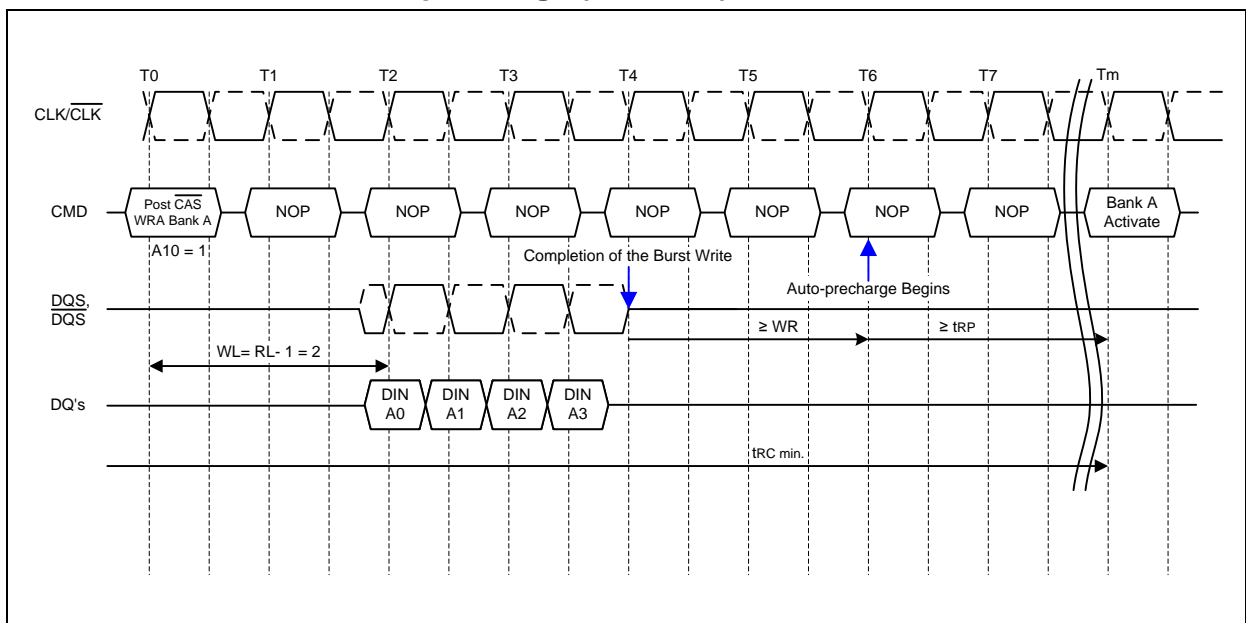 T0 T1 T2 T3 T4 T5 T6 T7 Tm
CLK/CLK
CMD
Post CAS
WRA Bank A
NOP NOP NOP NOP NOP NOP NOP
Bank A
Activate
A10 = 1
Completion of the Burst Write
Auto-precharge Begins
DQS,
DQS
≥ WR
≥ tRP
WL= RL- 1 = 2
DQ's
DIN
A0
DIN
A1
DIN
A2
DIN
A3
tRC min.